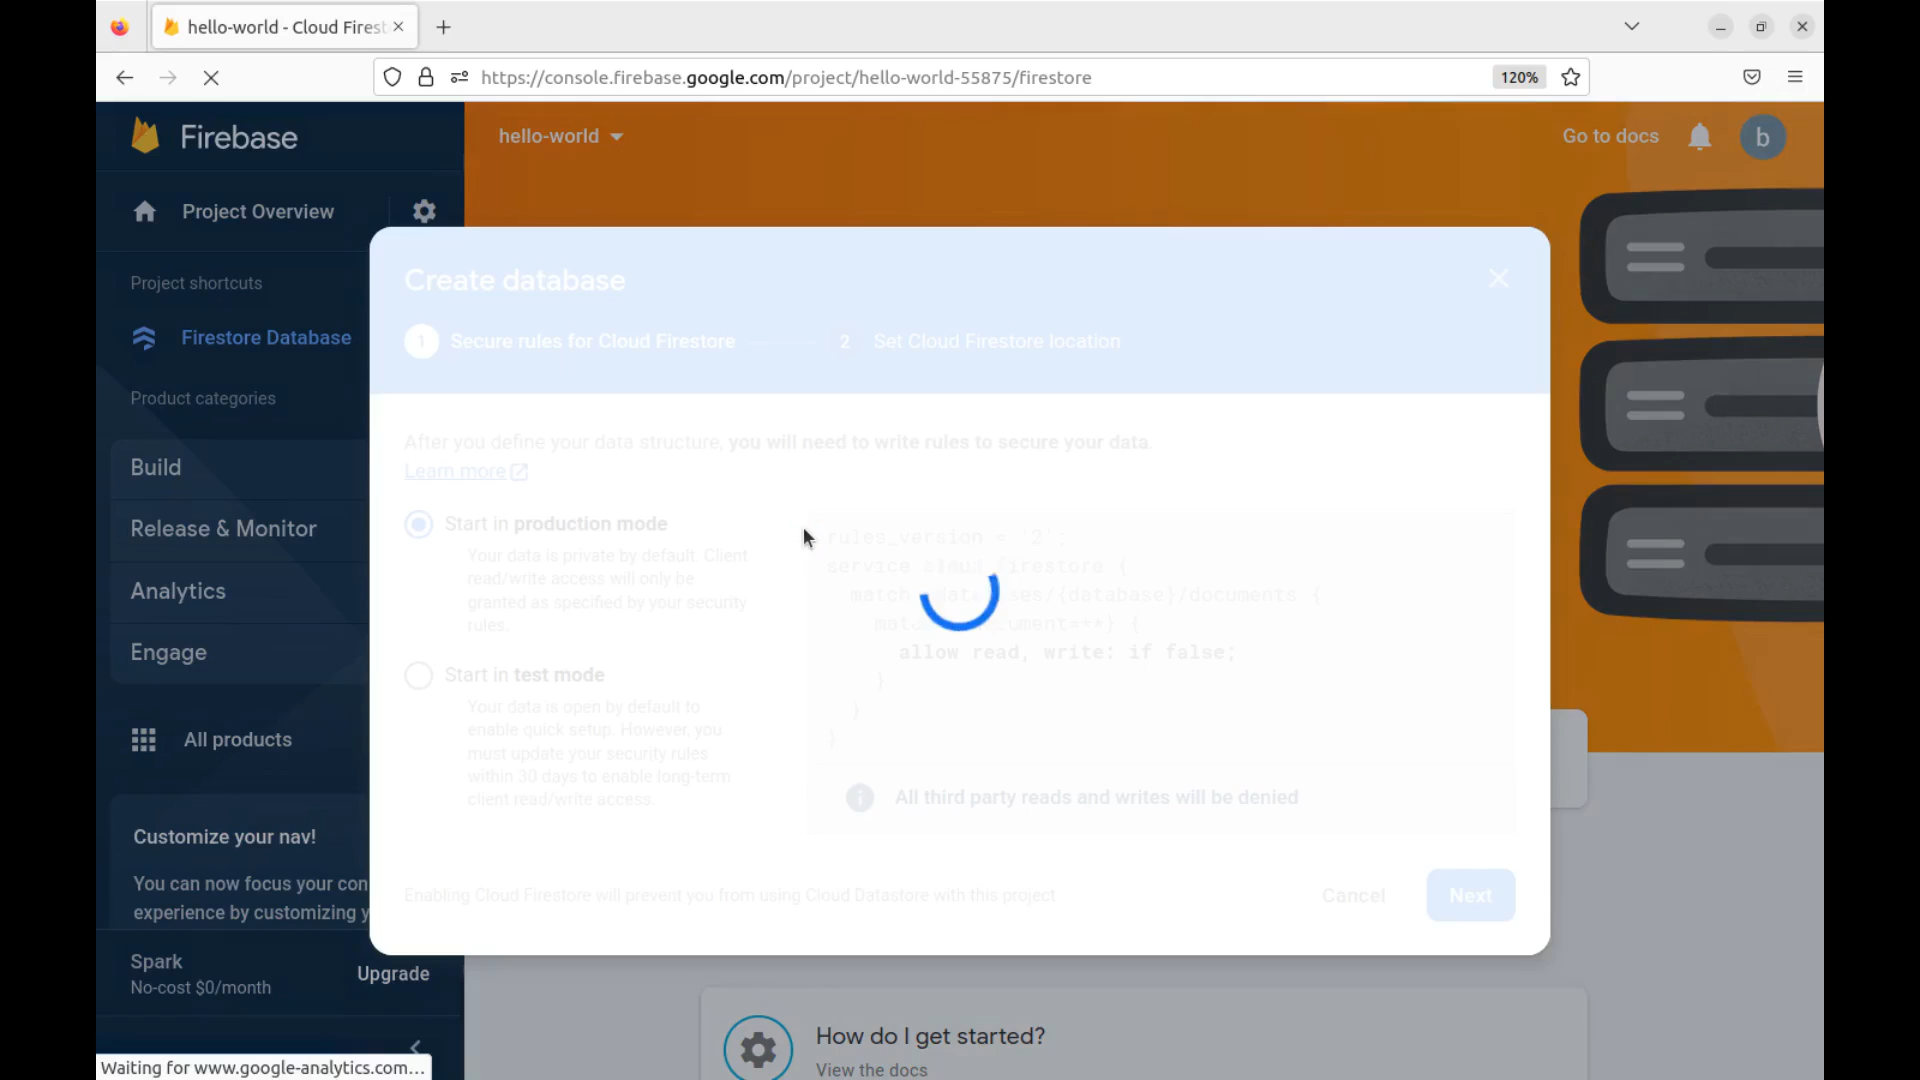 hello-world - Cloud Firest
https://console.firebase.google.com/project/hello-world-55875/firestore
120%
Firebase
hello-world
Go to docs
b
Project Overview
Project shortcuts
Firestore Database
Product categories
Build
Release & Monitor
Analytics
Engage
All products
Customize your nav!
You can now focus your con
experience by customizing y
Spark
No-cost $0/month
Upgrade
Waiting for www.google-analytics.com…
Create database
1 Secure rules for Cloud Firestore
2 Set Cloud Firestore location
After you define your data structure, you will need to write rules to secure your data.
Learn more
Start in production mode
Your data is private by default. Client
read/write access will only be
granted as specified by your security
rules.
Start in test mode
Your data is open by default to
enable quick setup. However, you
must update your security rules
within 30 days to enable long-term
client read/write access.
rules_version = '2';
service cloud.firestore {
match /databases/{database}/documents {
match /{document=**} {
allow read, write: if false;
}
}
}
All third party reads and writes will be denied
Enabling Cloud Firestore will prevent you from using Cloud Datastore with this project
Cancel
Next
How do I get started?
View the docs